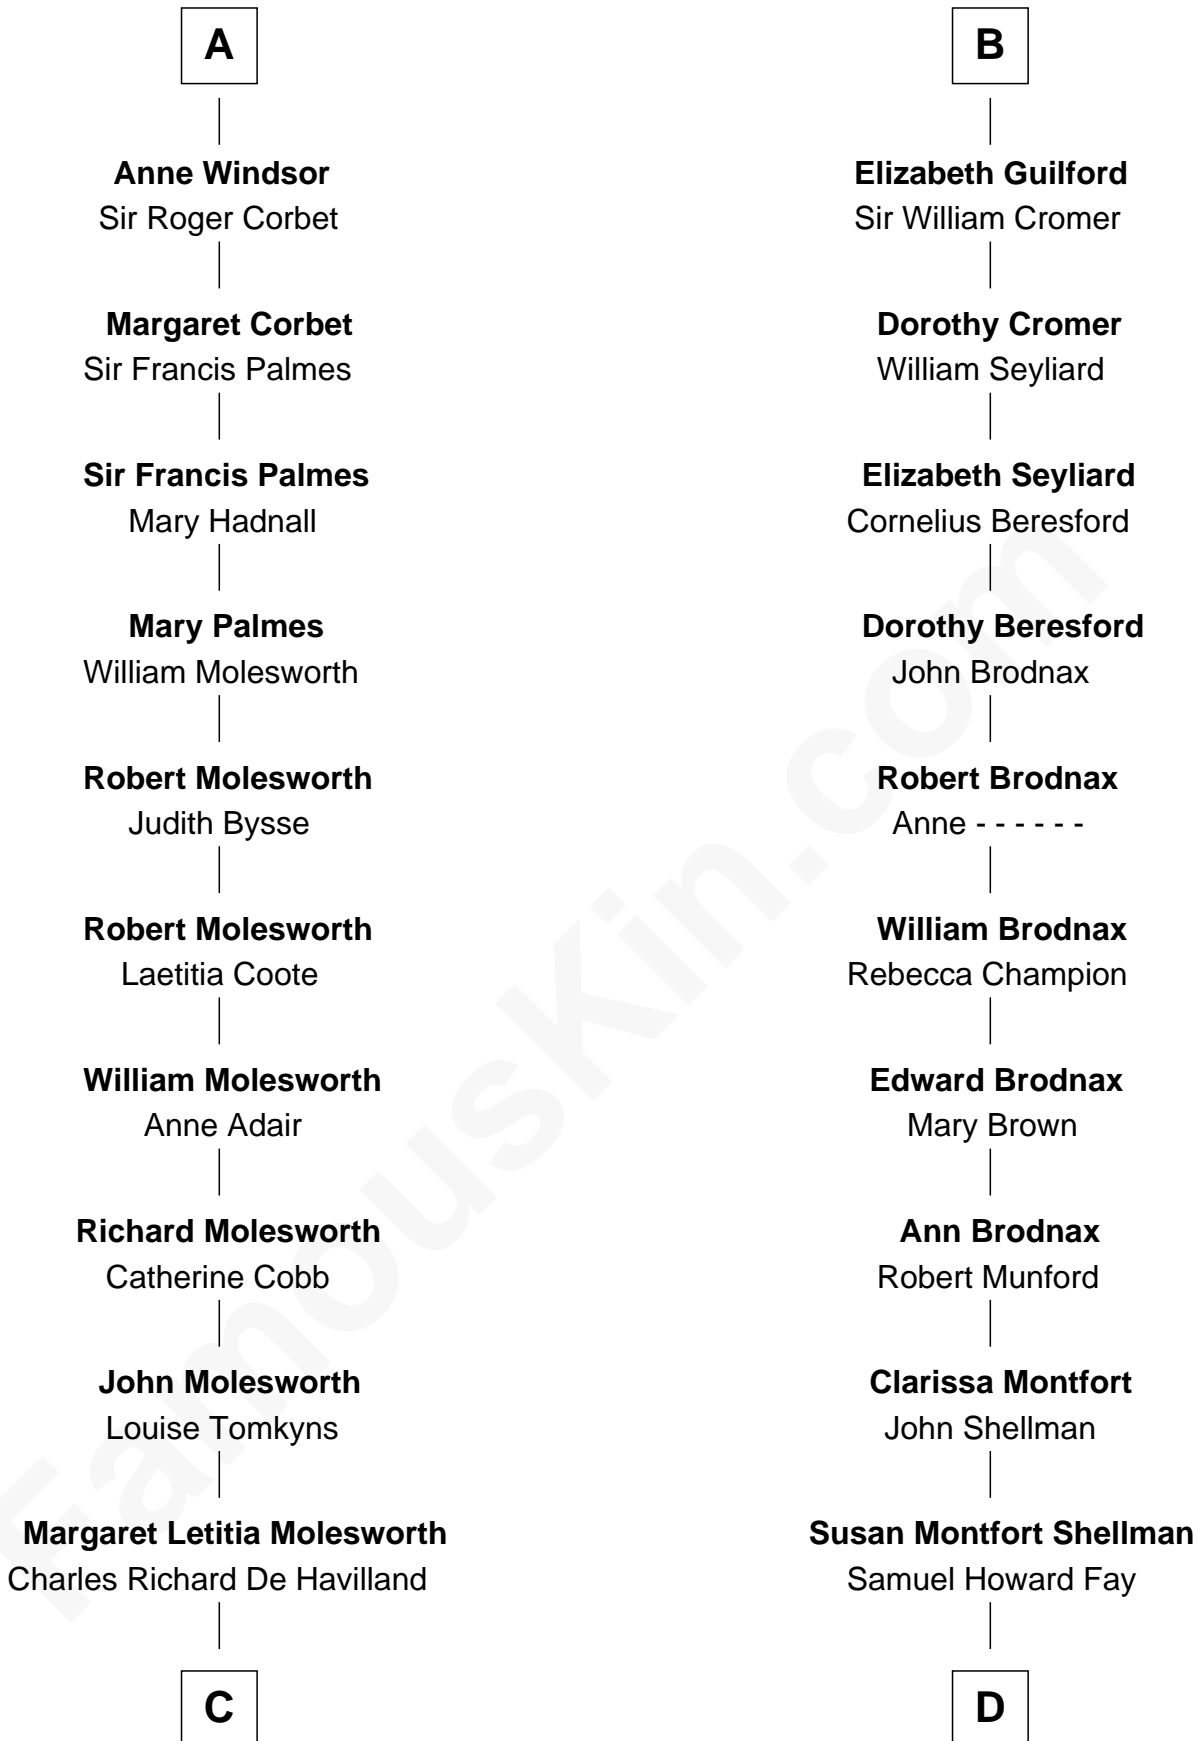 A
Anne Windsor
Sir Roger Corbet
Margaret Corbet
Sir Francis Palmes
Sir Francis Palmes
Mary Hadnall
Mary Palmes
William Molesworth
Robert Molesworth
Judith Bysse
Robert Molesworth
Laetitia Coote
William Molesworth
Anne Adair
Richard Molesworth
Catherine Cobb
John Molesworth
Louise Tomkyns
Margaret Letitia Molesworth
Charles Richard De Havilland
C
B
Elizabeth Guilford
Sir William Cromer
Dorothy Cromer
William Seyliard
Elizabeth Seyliard
Cornelius Beresford
Dorothy Beresford
John Brodnax
Robert Brodnax
Anne - - - - - -
William Brodnax
Rebecca Champion
Edward Brodnax
Mary Brown
Ann Brodnax
Robert Munford
Clarissa Montfort
John Shellman
Susan Montfort Shellman
Samuel Howard Fay
D
FamousKin.com